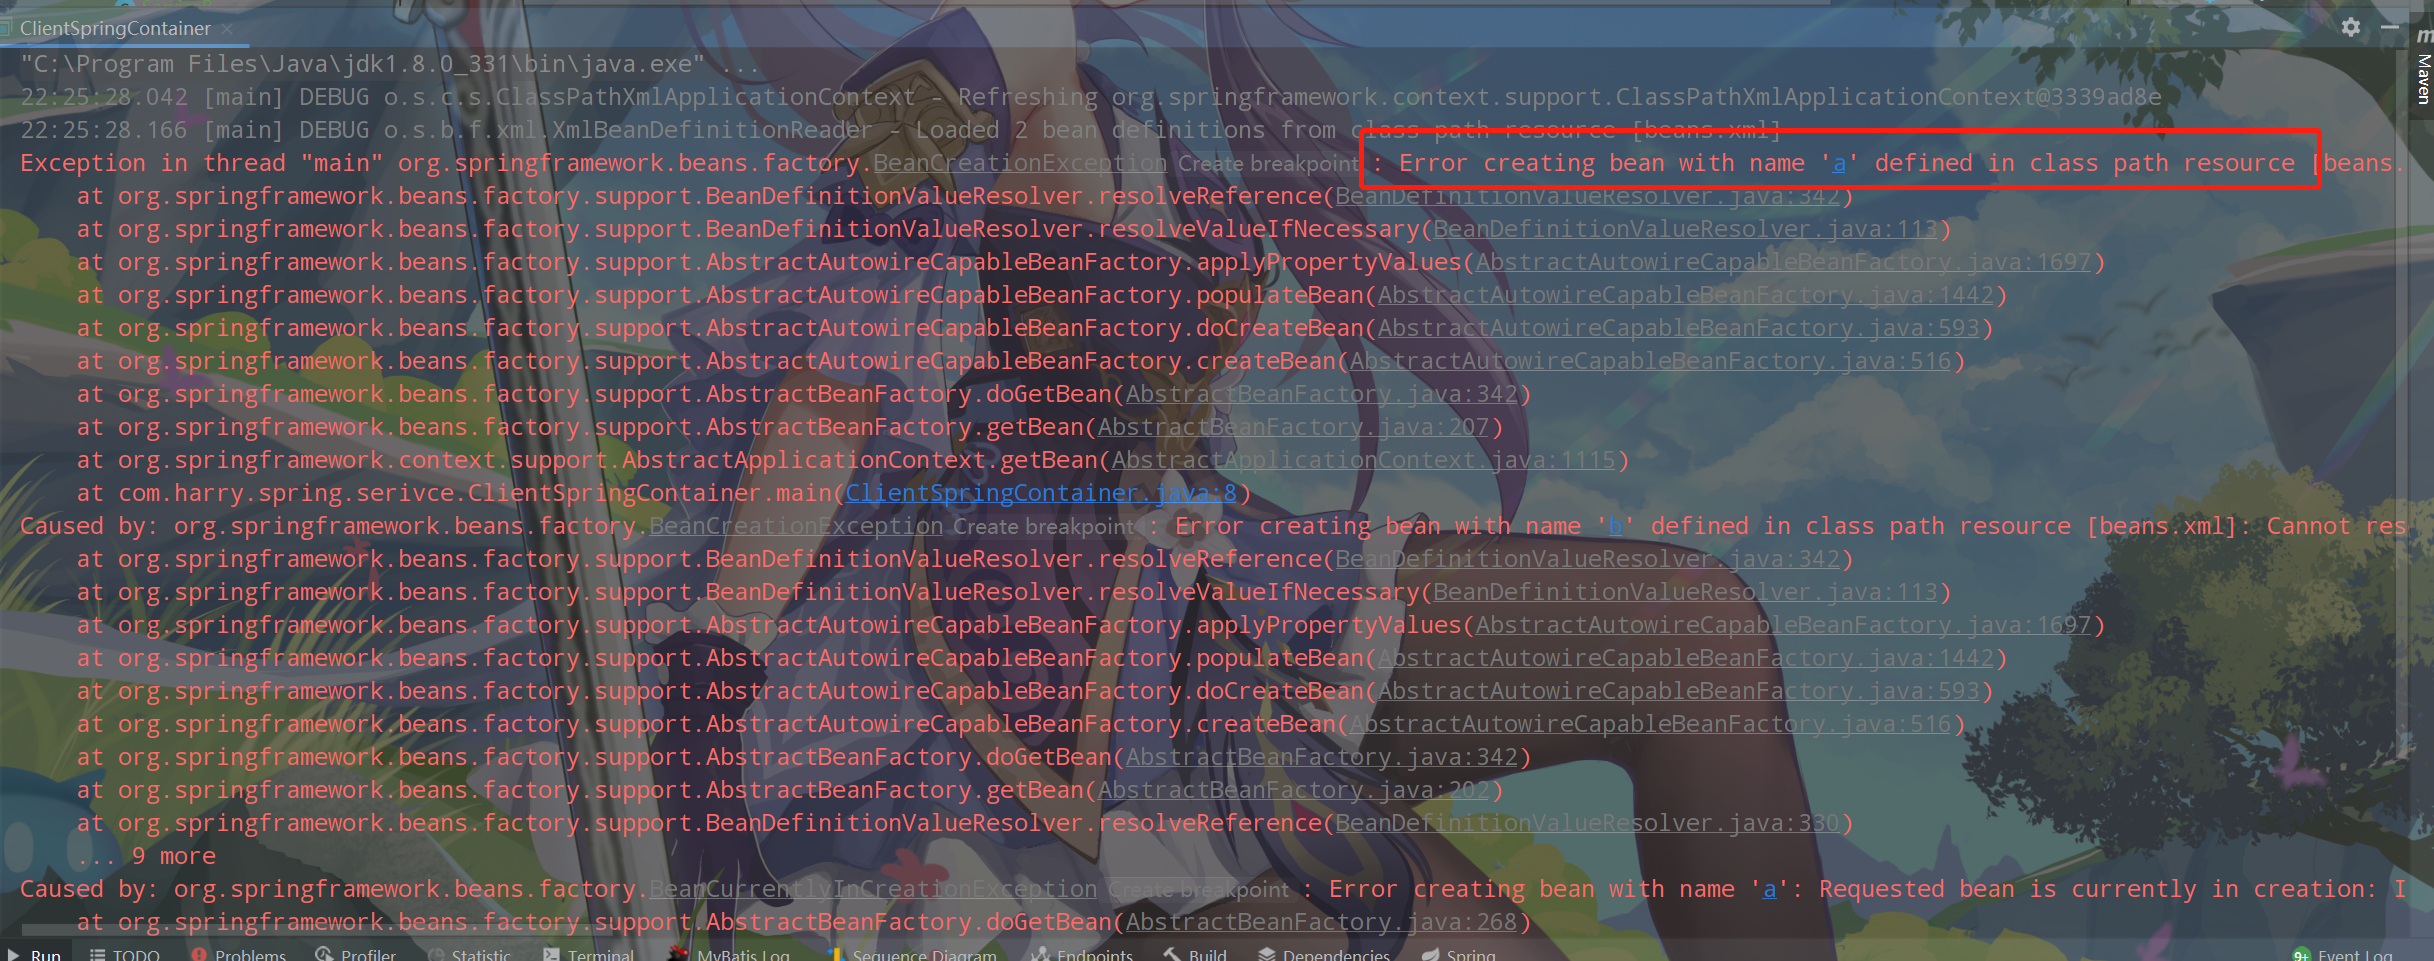 ClientSpringContainer
Maven
"C:\Program Files\Java\jdk1.8.0_331\bin\java.exe" ...
22:25:28.042 [main] DEBUG o.s.c.s.ClassPathXmlApplicationContext - Refreshing org.springframework.context.support.ClassPathXmlApplicationContext@3339ad8e
22:25:28.166 [main] DEBUG o.s.b.f.xml.XmlBeanDefinitionReader - Loaded 2 bean definitions from class path resource [beans.xml]
Exception in thread "main" org.springframework.beans.factory.BeanCreationException Create breakpoint : Error creating bean with name 'a' defined in class path resource [beans.
at org.springframework.beans.factory.support.BeanDefinitionValueResolver.resolveReference(BeanDefinitionValueResolver.java:342)
at org.springframework.beans.factory.support.BeanDefinitionValueResolver.resolveValueIfNecessary(BeanDefinitionValueResolver.java:113)
at org.springframework.beans.factory.support.AbstractAutowireCapableBeanFactory.applyPropertyValues(AbstractAutowireCapableBeanFactory.java:1697)
at org.springframework.beans.factory.support.AbstractAutowireCapableBeanFactory.populateBean(AbstractAutowireCapableBeanFactory.java:1442)
at org.springframework.beans.factory.support.AbstractAutowireCapableBeanFactory.doCreateBean(AbstractAutowireCapableBeanFactory.java:593)
at org.springframework.beans.factory.support.AbstractAutowireCapableBeanFactory.createBean(AbstractAutowireCapableBeanFactory.java:516)
at org.springframework.beans.factory.support.AbstractBeanFactory.doGetBean(AbstractBeanFactory.java:342)
at org.springframework.beans.factory.support.AbstractBeanFactory.getBean(AbstractBeanFactory.java:207)
at org.springframework.context.support.AbstractApplicationContext.getBean(AbstractApplicationContext.java:1115)
at com.harry.spring.serivce.ClientSpringContainer.main(ClientSpringContainer.java:8)
Caused by: org.springframework.beans.factory.BeanCreationException Create breakpoint : Error creating bean with name 'b' defined in class path resource [beans.xml]: Cannot res
at org.springframework.beans.factory.support.BeanDefinitionValueResolver.resolveReference(BeanDefinitionValueResolver.java:342)
at org.springframework.beans.factory.support.BeanDefinitionValueResolver.resolveValueIfNecessary(BeanDefinitionValueResolver.java:113)
at org.springframework.beans.factory.support.AbstractAutowireCapableBeanFactory.applyPropertyValues(AbstractAutowireCapableBeanFactory.java:1697)
at org.springframework.beans.factory.support.AbstractAutowireCapableBeanFactory.populateBean(AbstractAutowireCapableBeanFactory.java:1442)
at org.springframework.beans.factory.support.AbstractAutowireCapableBeanFactory.doCreateBean(AbstractAutowireCapableBeanFactory.java:593)
at org.springframework.beans.factory.support.AbstractAutowireCapableBeanFactory.createBean(AbstractAutowireCapableBeanFactory.java:516)
at org.springframework.beans.factory.support.AbstractBeanFactory.doGetBean(AbstractBeanFactory.java:342)
at org.springframework.beans.factory.support.AbstractBeanFactory.getBean(AbstractBeanFactory.java:202)
at org.springframework.beans.factory.support.BeanDefinitionValueResolver.resolveReference(BeanDefinitionValueResolver.java:330)
... 9 more
Caused by: org.springframework.beans.factory.BeanCurrentlyInCreationException Create breakpoint : Error creating bean with name 'a': Requested bean is currently in creation: I
at org.springframework.beans.factory.support.AbstractBeanFactory.doGetBean(AbstractBeanFactory.java:268)
Run TODO Problems Profiler Statistic Terminal MyBatis Log Sequence Diagram Endpoints Build Dependencies Spring 9+ Event Log